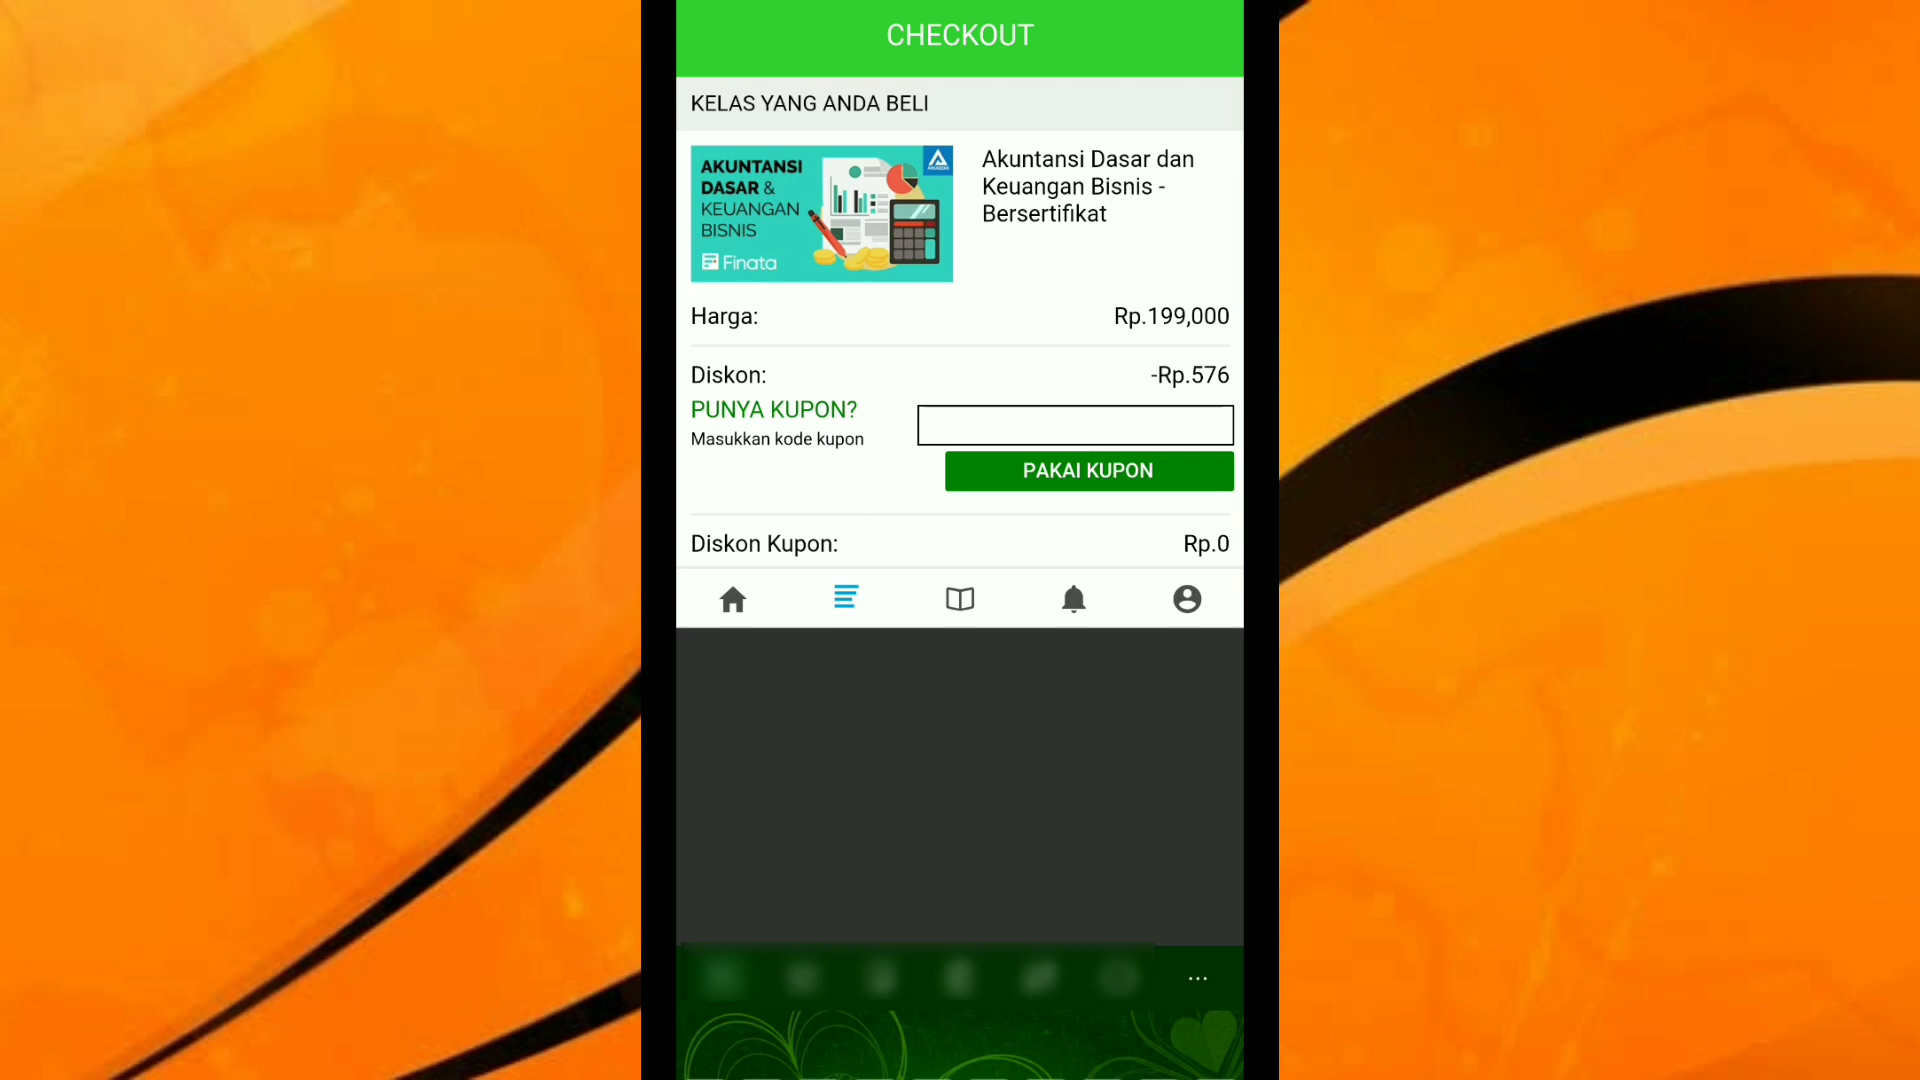 CHECKOUT
KELAS YANG ANDA BELI
AKUNTANSI
DASAR &
KEUANGAN
BISNIS
Finata
Akuntansi Dasar dan
Keuangan Bisnis -
Bersertifikat
Harga: Rp.199,000
Diskon: -Rp.576
PUNYA KUPON?
Masukkan kode kupon
PAKAI KUPON
Diskon Kupon: Rp.0